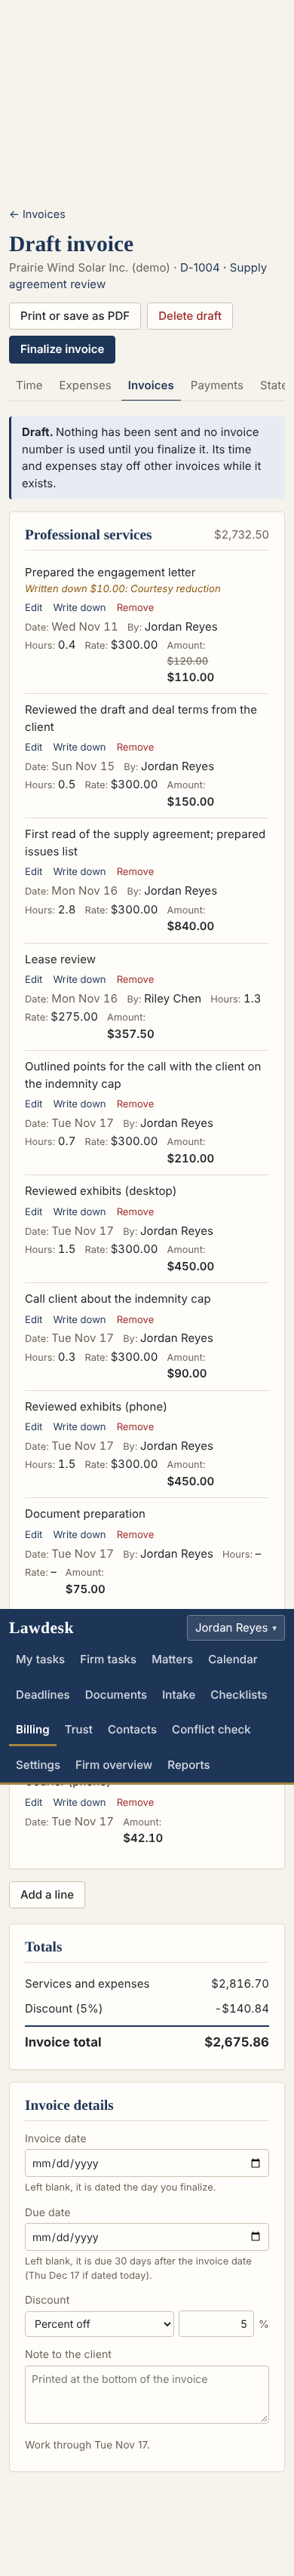 ← Invoices
Draft invoice
Prairie Wind Solar Inc. (demo) · D-1004 · Supply
agreement review
Print or save as PDF Delete draft
Finalize invoice
Time Expenses Invoices Payments State
Draft. Nothing has been sent and no invoice
number is used until you finalize it. Its time
and expenses stay off other invoices while it
exists.
Professional services $2,732.50
Prepared the engagement letter
Written down $10.00: Courtesy reduction
Edit Write down Remove
Date: Wed Nov 11 By: Jordan Reyes
Hours: 0.4 Rate: $300.00 Amount:
$120.00
$110.00
Reviewed the draft and deal terms from the
client
Edit Write down Remove
Date: Sun Nov 15 By: Jordan Reyes
Hours: 0.5 Rate: $300.00 Amount:
$150.00
First read of the supply agreement; prepared
issues list
Edit Write down Remove
Date: Mon Nov 16 By: Jordan Reyes
Hours: 2.8 Rate: $300.00 Amount:
$840.00
Lease review
Edit Write down Remove
Date: Mon Nov 16 By: Riley Chen Hours: 1.3
Rate: $275.00 Amount:
$357.50
Outlined points for the call with the client on
the indemnity cap
Edit Write down Remove
Date: Tue Nov 17 By: Jordan Reyes
Hours: 0.7 Rate: $300.00 Amount:
$210.00
Reviewed exhibits (desktop)
Edit Write down Remove
Date: Tue Nov 17 By: Jordan Reyes
Hours: 1.5 Rate: $300.00 Amount:
$450.00
Call client about the indemnity cap
Edit Write down Remove
Date: Tue Nov 17 By: Jordan Reyes
Hours: 0.3 Rate: $300.00 Amount:
$90.00
Reviewed exhibits (phone)
Edit Write down Remove
Date: Tue Nov 17 By: Jordan Reyes
Hours: 1.5 Rate: $300.00 Amount:
$450.00
Document preparation
Edit Write down Remove
Date: Tue Nov 17 By: Jordan Reyes Hours: –
Rate: – Amount:
$75.00
Lawdesk Jordan Reyes ▾
My tasks Firm tasks Matters Calendar
Deadlines Documents Intake Checklists
Billing Trust Contacts Conflict check
Settings Firm overview Reports
Edit Write down Remove
Date: Tue Nov 17 Amount:
$42.10
Add a line
Totals
Services and expenses $2,816.70
Discount (5%) -$140.84
Invoice total $2,675.86
Invoice details
Invoice date
mm/dd/yyyy
Left blank, it is dated the day you finalize.
Due date
mm/dd/yyyy
Left blank, it is due 30 days after the invoice date
(Thu Dec 17 if dated today).
Discount
Percent off 5 %
Note to the client
Printed at the bottom of the invoice
Work through Tue Nov 17.